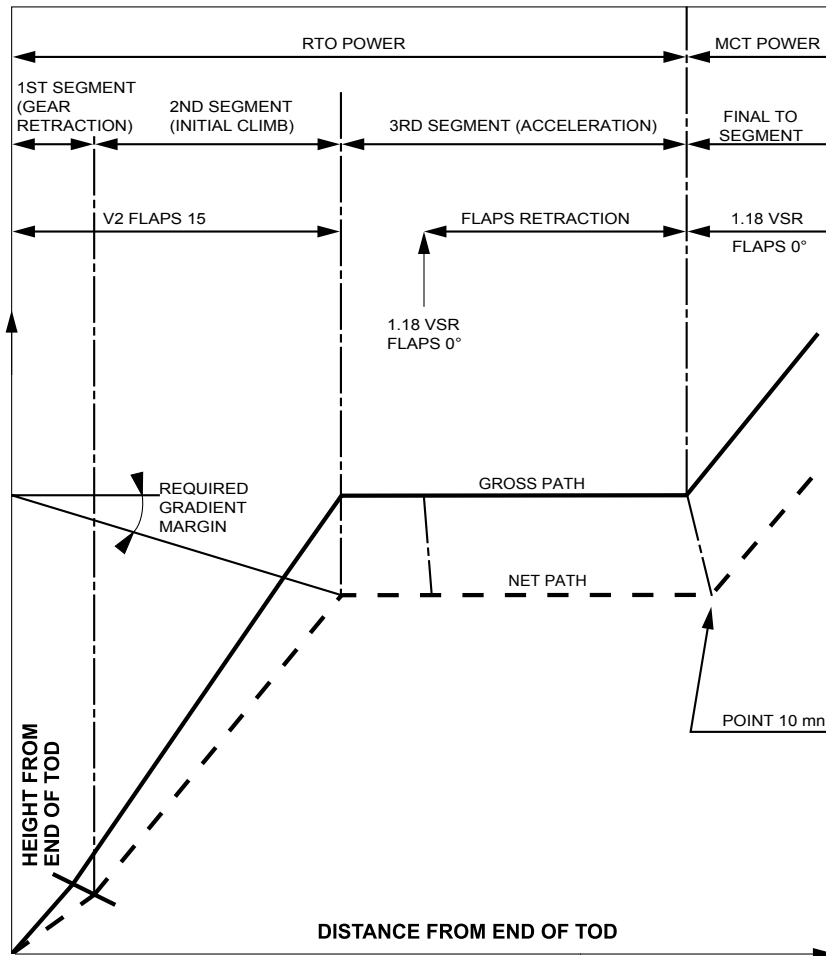 RTO POWER
MCT POWER
1ST SEGMENT
(GEAR
RETRACTION)
2ND SEGMENT
(INITIAL CLIMB)
3RD SEGMENT (ACCELERATION)
FINAL TO
SEGMENT
V2 FLAPS 15
FLAPS RETRACTION
1.18 VSR
FLAPS 0°
1.18 VSR
FLAPS 0°
REQUIRED
GRADIENT
MARGIN
GROSS PATH
NET PATH
POINT 10 mn
HEIGHT FROM
END OF TOD
DISTANCE FROM END OF TOD